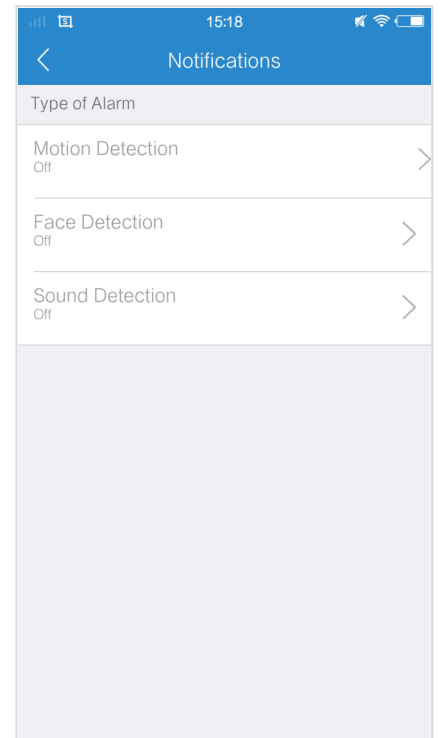 15:18
Notifications
Type of Alarm
Motion Detection
Off
Face Detection
Off
Sound Detection
Off